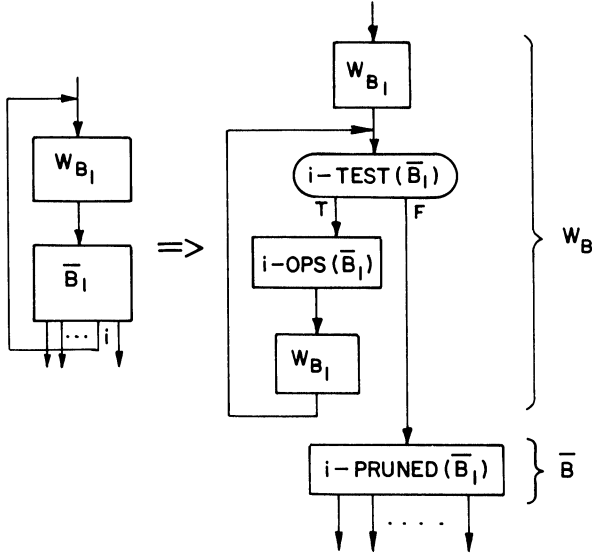 W_B₁
B̅₁
... i
=>
W_B₁
i-TEST(B̅₁)
T F
i-OPS(B̅₁)
W_B₁
W_B
i-PRUNED(B̅₁)
B̅
....